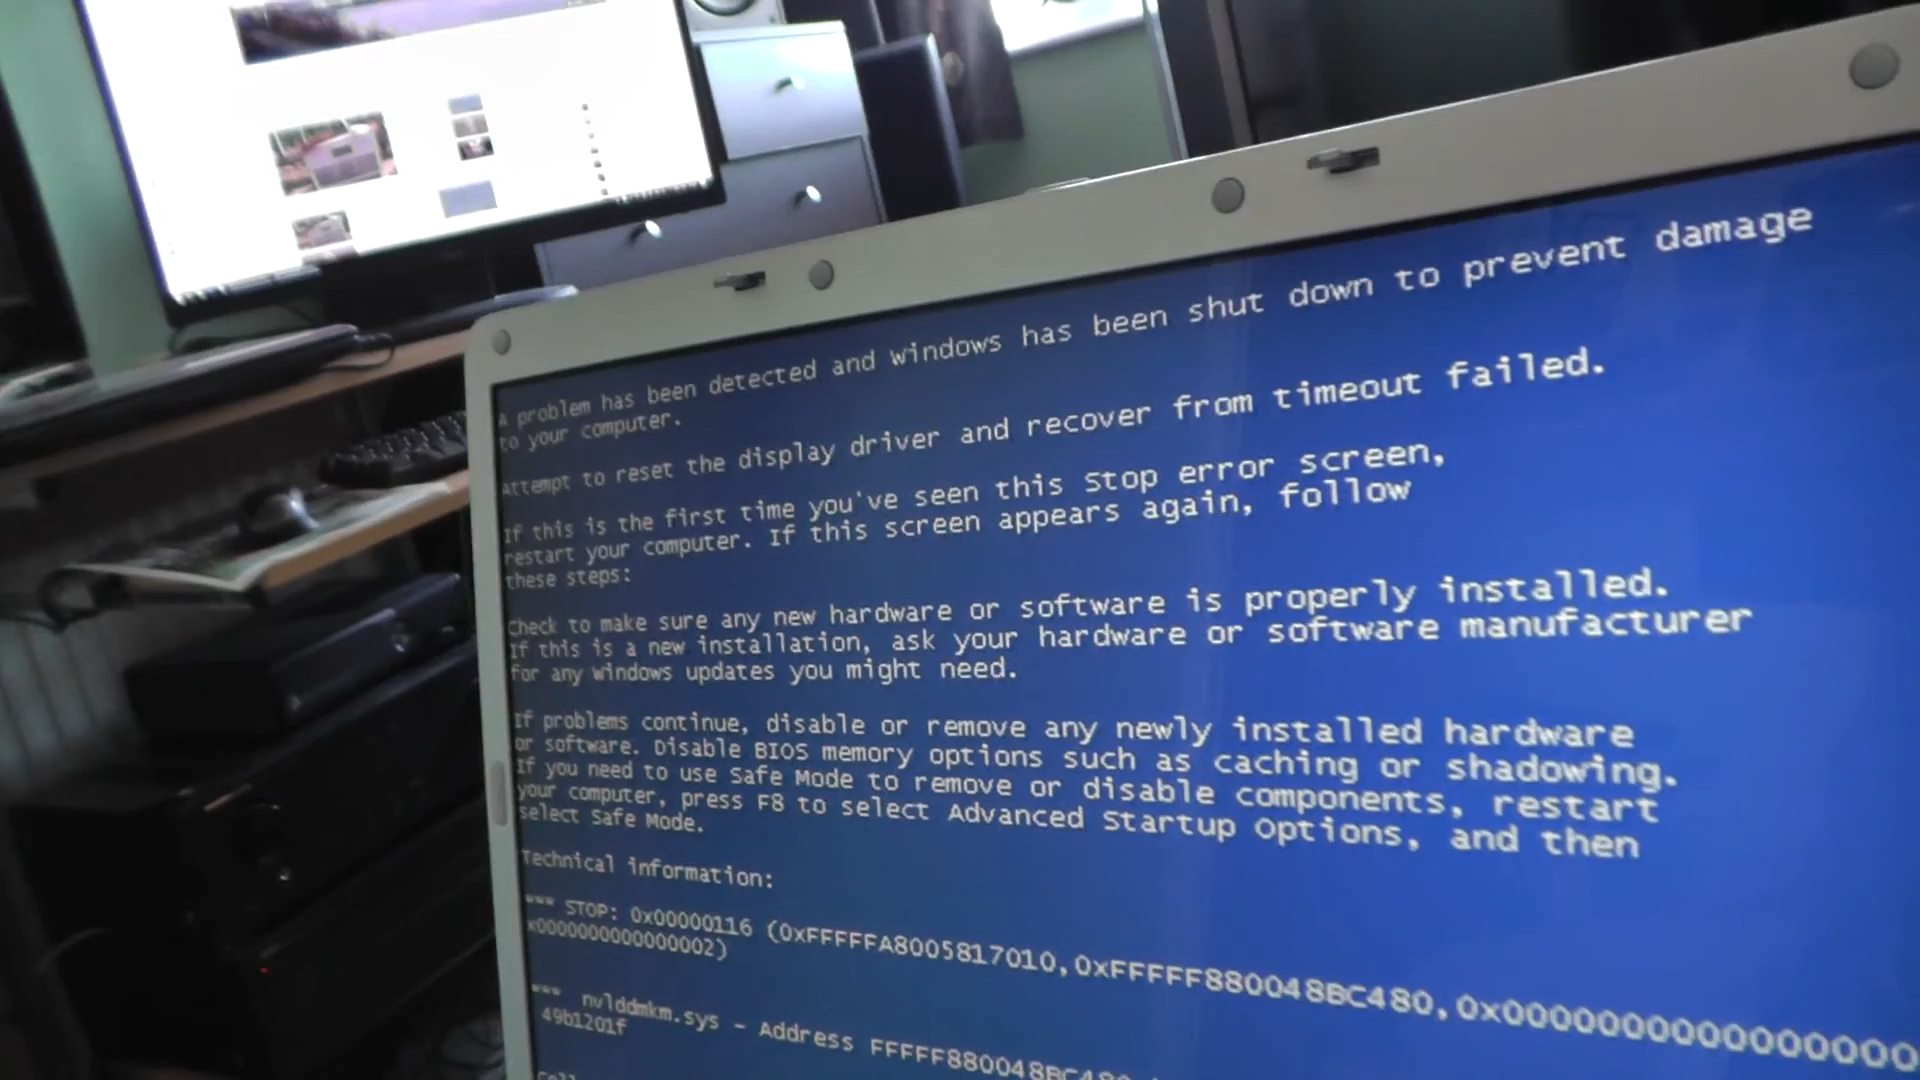 A problem has been detected and windows has been shut down to prevent damage
to your computer.
Attempt to reset the display driver and recover from timeout failed.
If this is the first time you've seen this Stop error screen,
restart your computer. If this screen appears again, follow
these steps:
Check to make sure any new hardware or software is properly installed.
If this is a new installation, ask your hardware or software manufacturer
for any windows updates you might need.
If problems continue, disable or remove any newly installed hardware
or software. Disable BIOS memory options such as caching or shadowing.
If you need to use Safe Mode to remove or disable components, restart
your computer, press F8 to select Advanced Startup Options, and then
select Safe Mode.
Technical information:
*** STOP: 0x00000116 (0xFFFFFA8005817010,0xFFFFF880048BC480,0x00000000000000000
x0000000000000002)
*** nvlddmkm.sys - Address FFFFF880048BC480
49b1201f